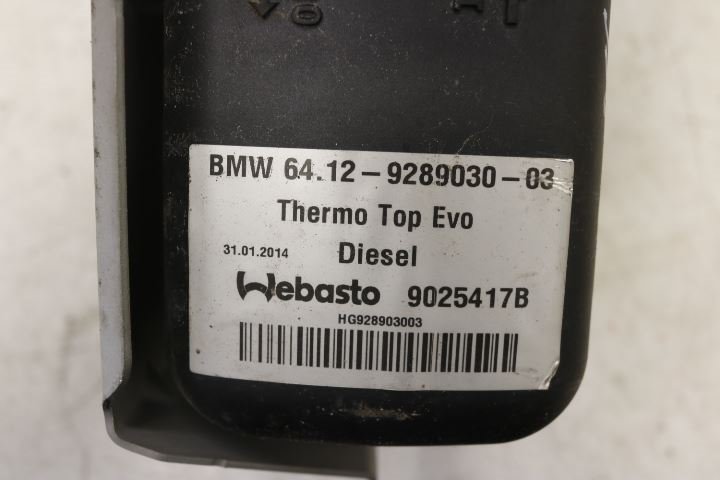 BMW 64.12-9289030-03
Thermo Top Evo
31.01.2014 Diesel
Webasto 9025417B
HG928903003